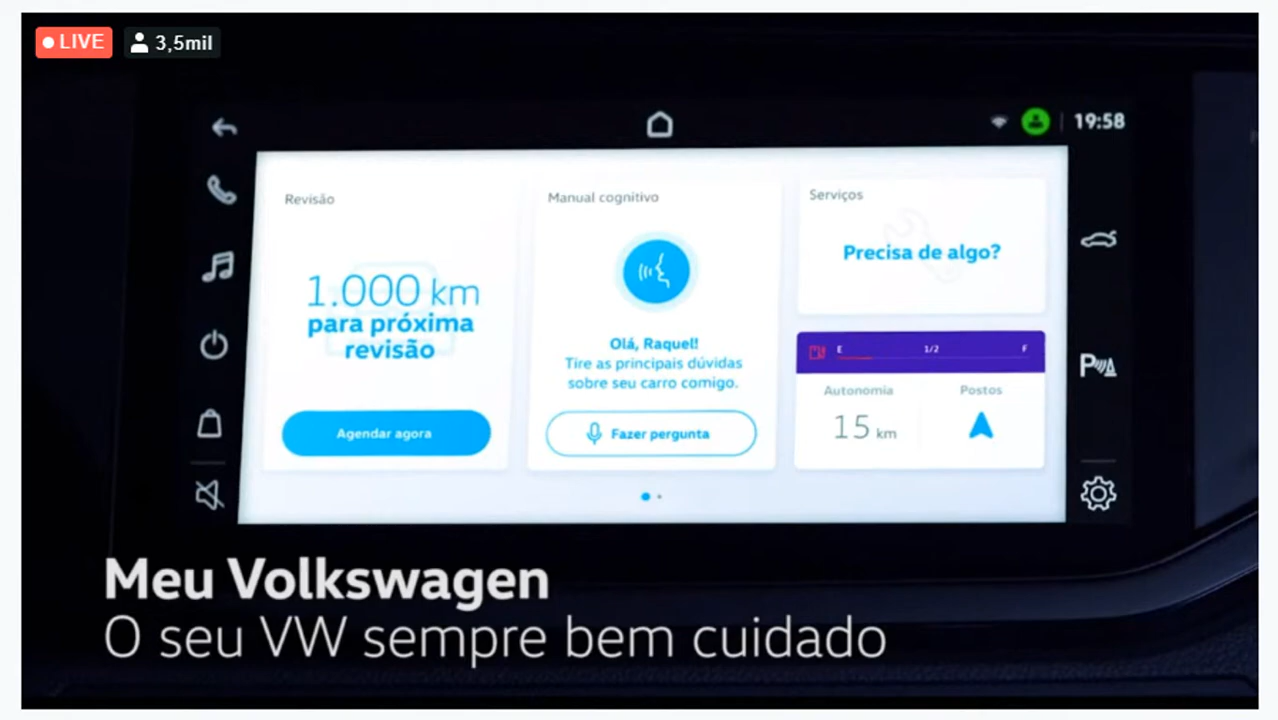 LIVE
3,5mil
19:58
Revisão
1.000 km
para próxima
revisão
Agendar agora
Manual cognitivo
Olá, Raquel!
Tire as principais dúvidas
sobre seu carro comigo.
Fazer pergunta
Serviços
Precisa de algo?
E 1/2 F
Autonomia
15 km
Postos
P
Meu Volkswagen
O seu VW sempre bem cuidado